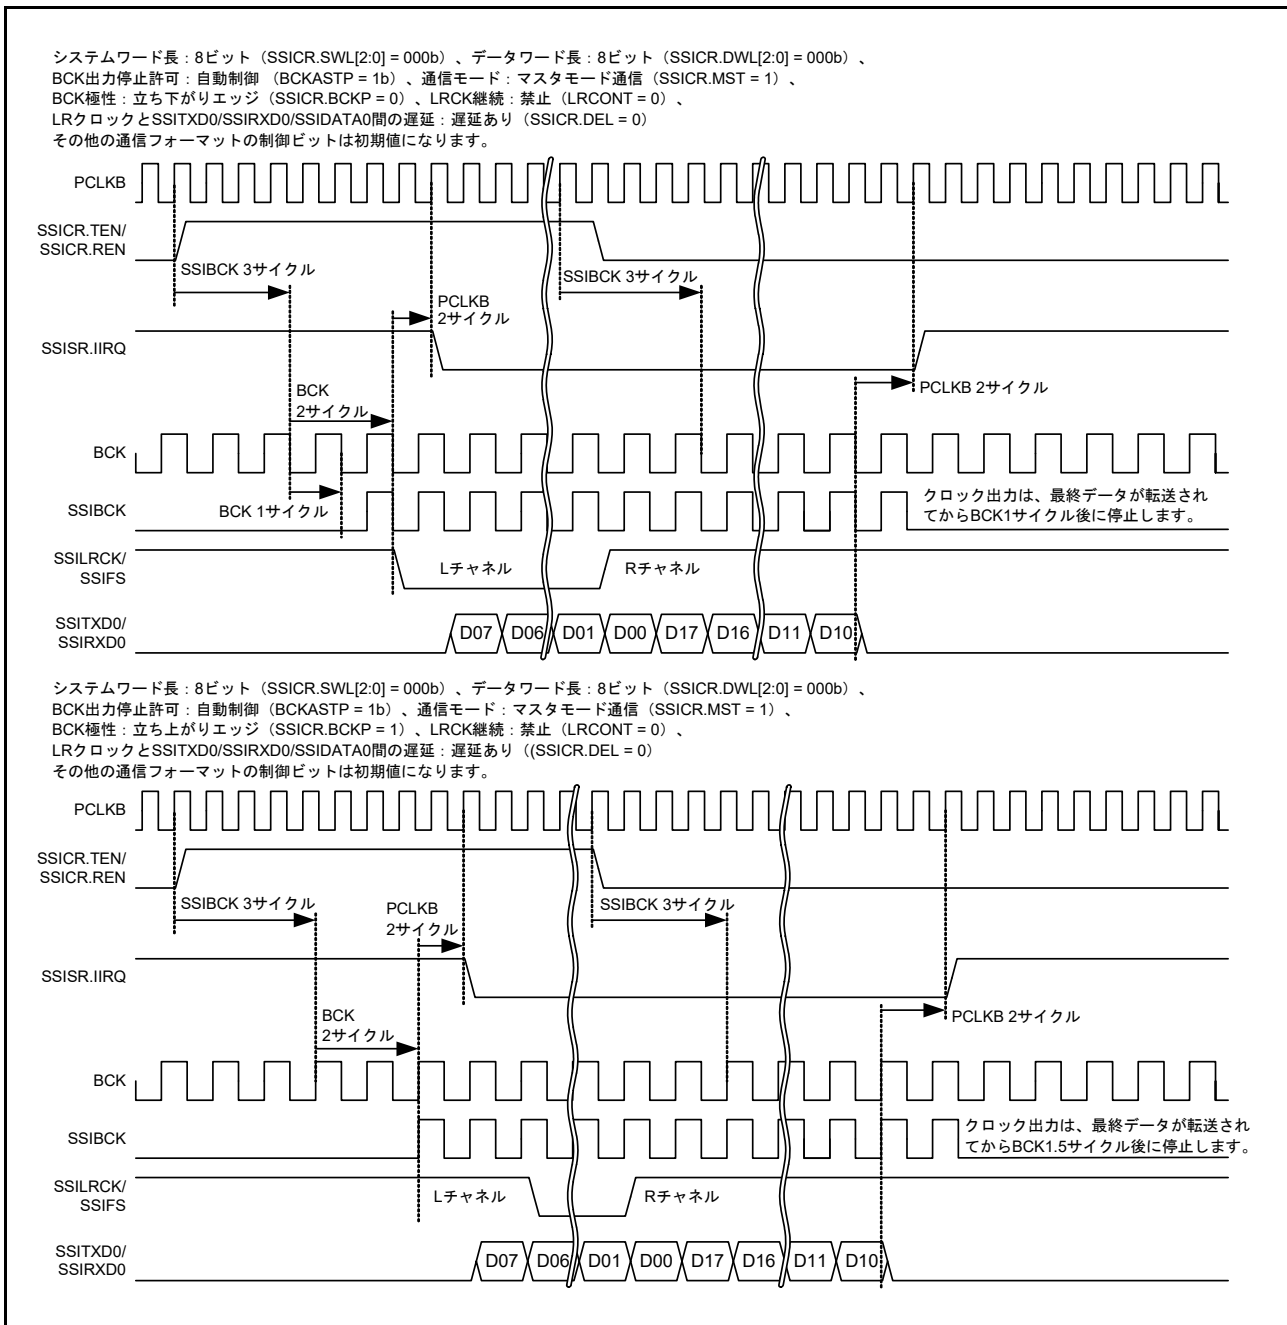 システムワード長：8ビット（SSICR.SWL[2:0] = 000b）、データワード長：8ビット（SSICR.DWL[2:0] = 000b）、
BCK出力停止許可：自動制御 （BCKASTP = 1b）、通信モード：マスタモード通信（SSICR.MST = 1）、
BCK極性：立ち下がりエッジ（SSICR.BCKP = 0）、LRCK継続：禁止（LRCONT = 0）、
LRクロックとSSITXD0/SSIRXD0/SSIDATA0間の遅延：遅延あり（SSICR.DEL = 0）
その他の通信フォーマットの制御ビットは初期値になります。
PCLKB
SSICR.TEN/
SSICR.REN
SSIBCK 3サイクル
SSIBCK 3サイクル
PCLKB
2サイクル
SSISR.IIRQ
PCLKB 2サイクル
BCK
2サイクル
BCK
SSIBCK
BCK 1サイクル
クロック出力は、最終データが転送され
てからBCK1サイクル後に停止します。
SSILRCK/
SSIFS
Lチャネル
Rチャネル
SSITXD0/
SSIRXD0
D07 D06 D01 D00 D17 D16 D11 D10
システムワード長：8ビット（SSICR.SWL[2:0] = 000b）、データワード長：8ビット（SSICR.DWL[2:0] = 000b）、
BCK出力停止許可：自動制御（BCKASTP = 1b）、通信モード：マスタモード通信（SSICR.MST = 1）、
BCK極性：立ち上がりエッジ（SSICR.BCKP = 1）、LRCK継続：禁止（LRCONT = 0）、
LRクロックとSSITXD0/SSIRXD0/SSIDATA0間の遅延：遅延あり（(SSICR.DEL = 0）
その他の通信フォーマットの制御ビットは初期値になります。
PCLKB
SSICR.TEN/
SSICR.REN
SSIBCK 3サイクル
PCLKB
2サイクル
SSIBCK 3サイクル
SSISR.IIRQ
BCK
2サイクル
PCLKB 2サイクル
BCK
SSIBCK
クロック出力は、最終データが転送され
てからBCK1.5サイクル後に停止します。
SSILRCK/
SSIFS
Lチャネル
Rチャネル
SSITXD0/
SSIRXD0
D07 D06 D01 D00 D17 D16 D11 D10